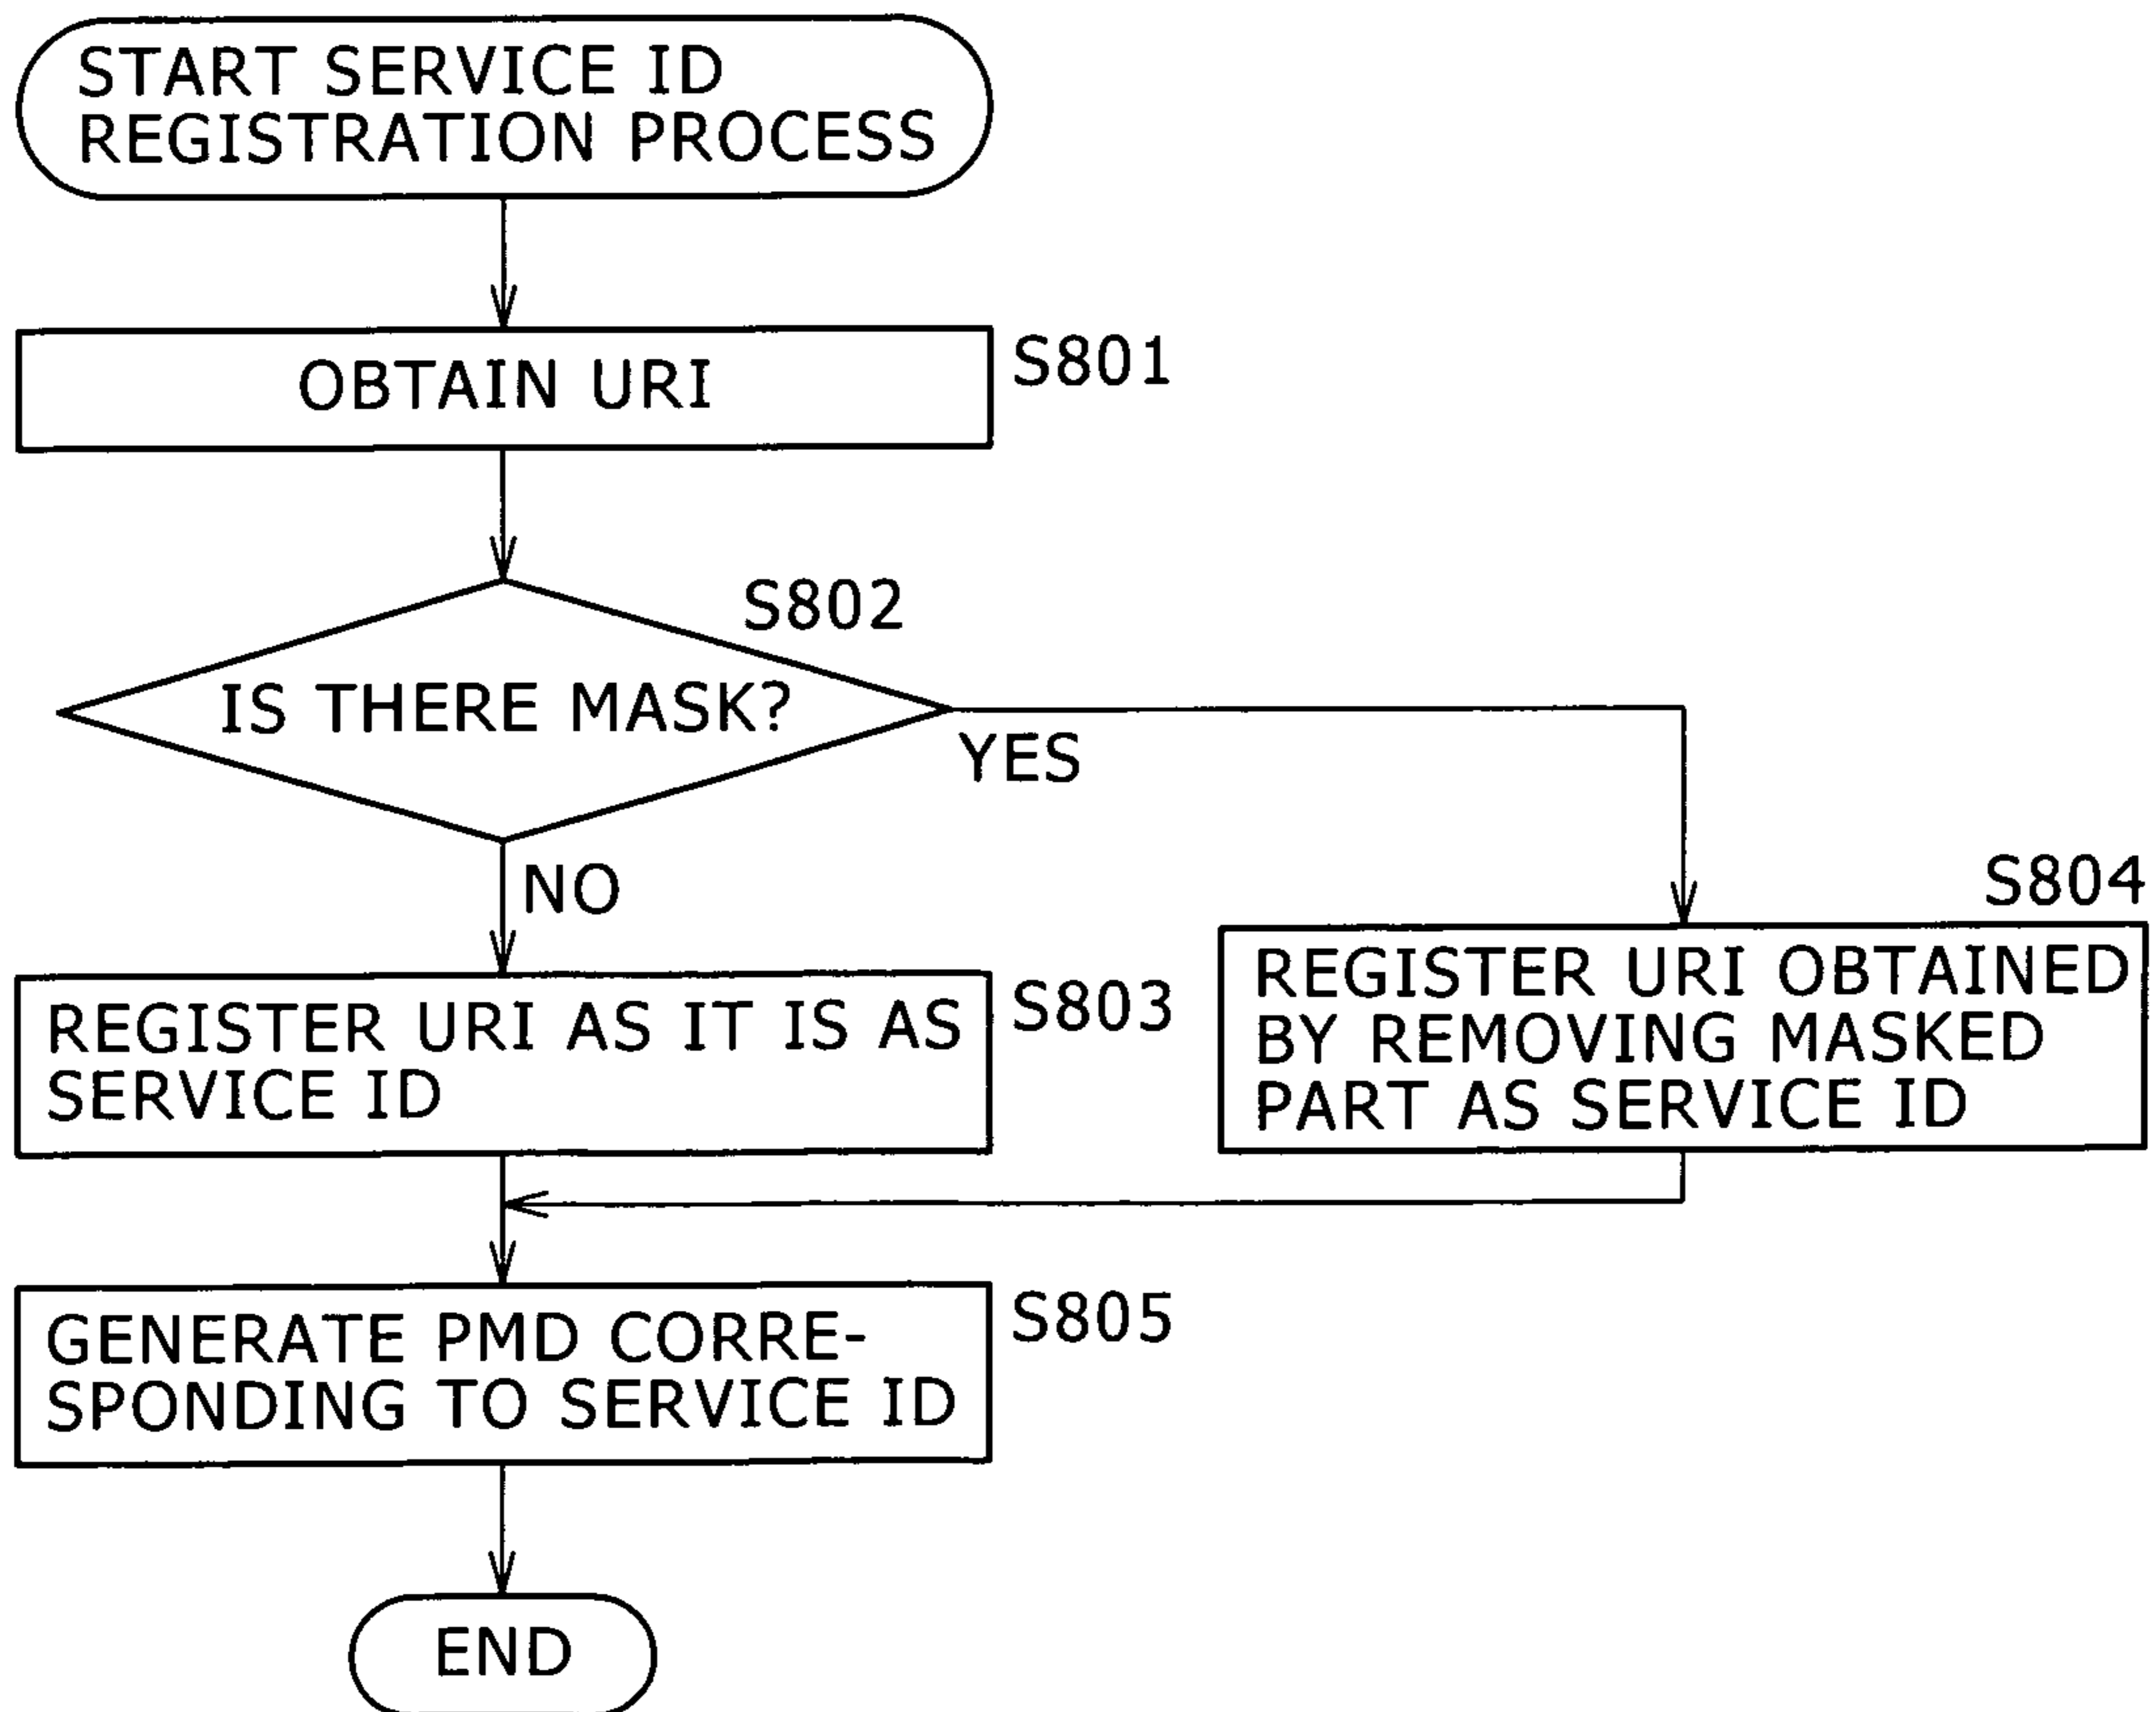 START SERVICE ID
REGISTRATION PROCESS
OBTAIN URI
S801
S802
IS THERE MASK?
YES
NO
REGISTER URI AS IT IS AS
SERVICE ID
S803
S804
REGISTER URI OBTAINED
BY REMOVING MASKED
PART AS SERVICE ID
GENERATE PMD CORRE-
SPONDING TO SERVICE ID
S805
END